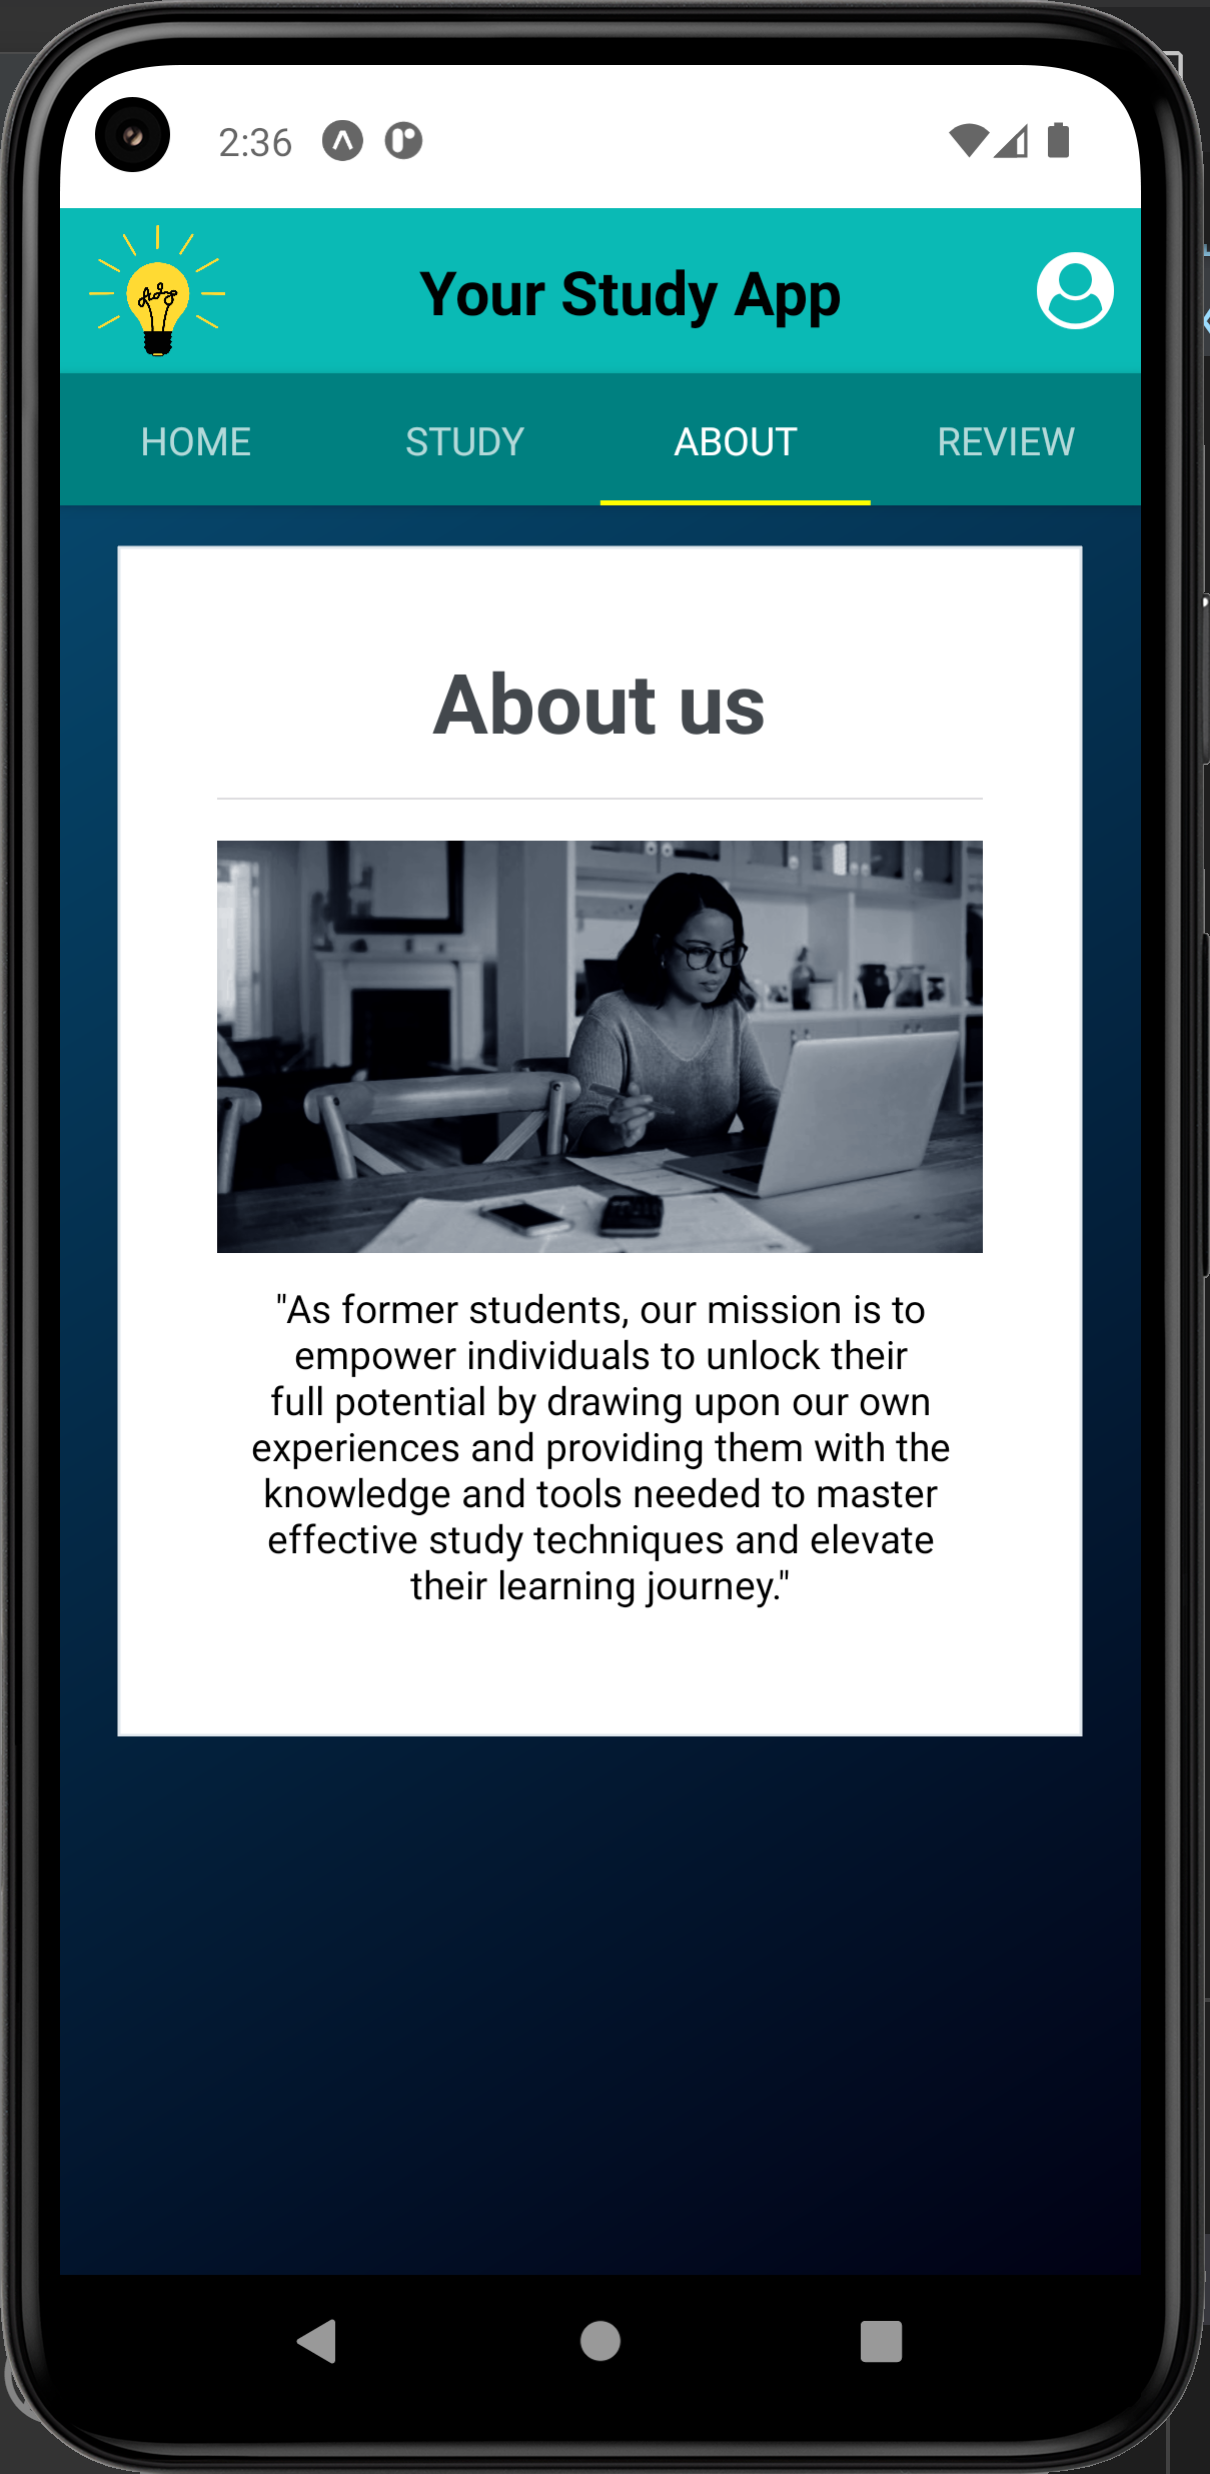 2:36
Your Study App
HOME STUDY ABOUT REVIEW
About us
"As former students, our mission is to
empower individuals to unlock their
full potential by drawing upon our own
experiences and providing them with the
knowledge and tools needed to master
effective study techniques and elevate
their learning journey."